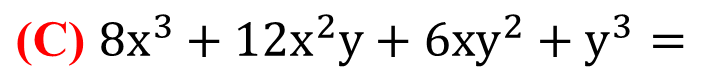 (C) 8x³ + 12x²y + 6xy² + y³ =